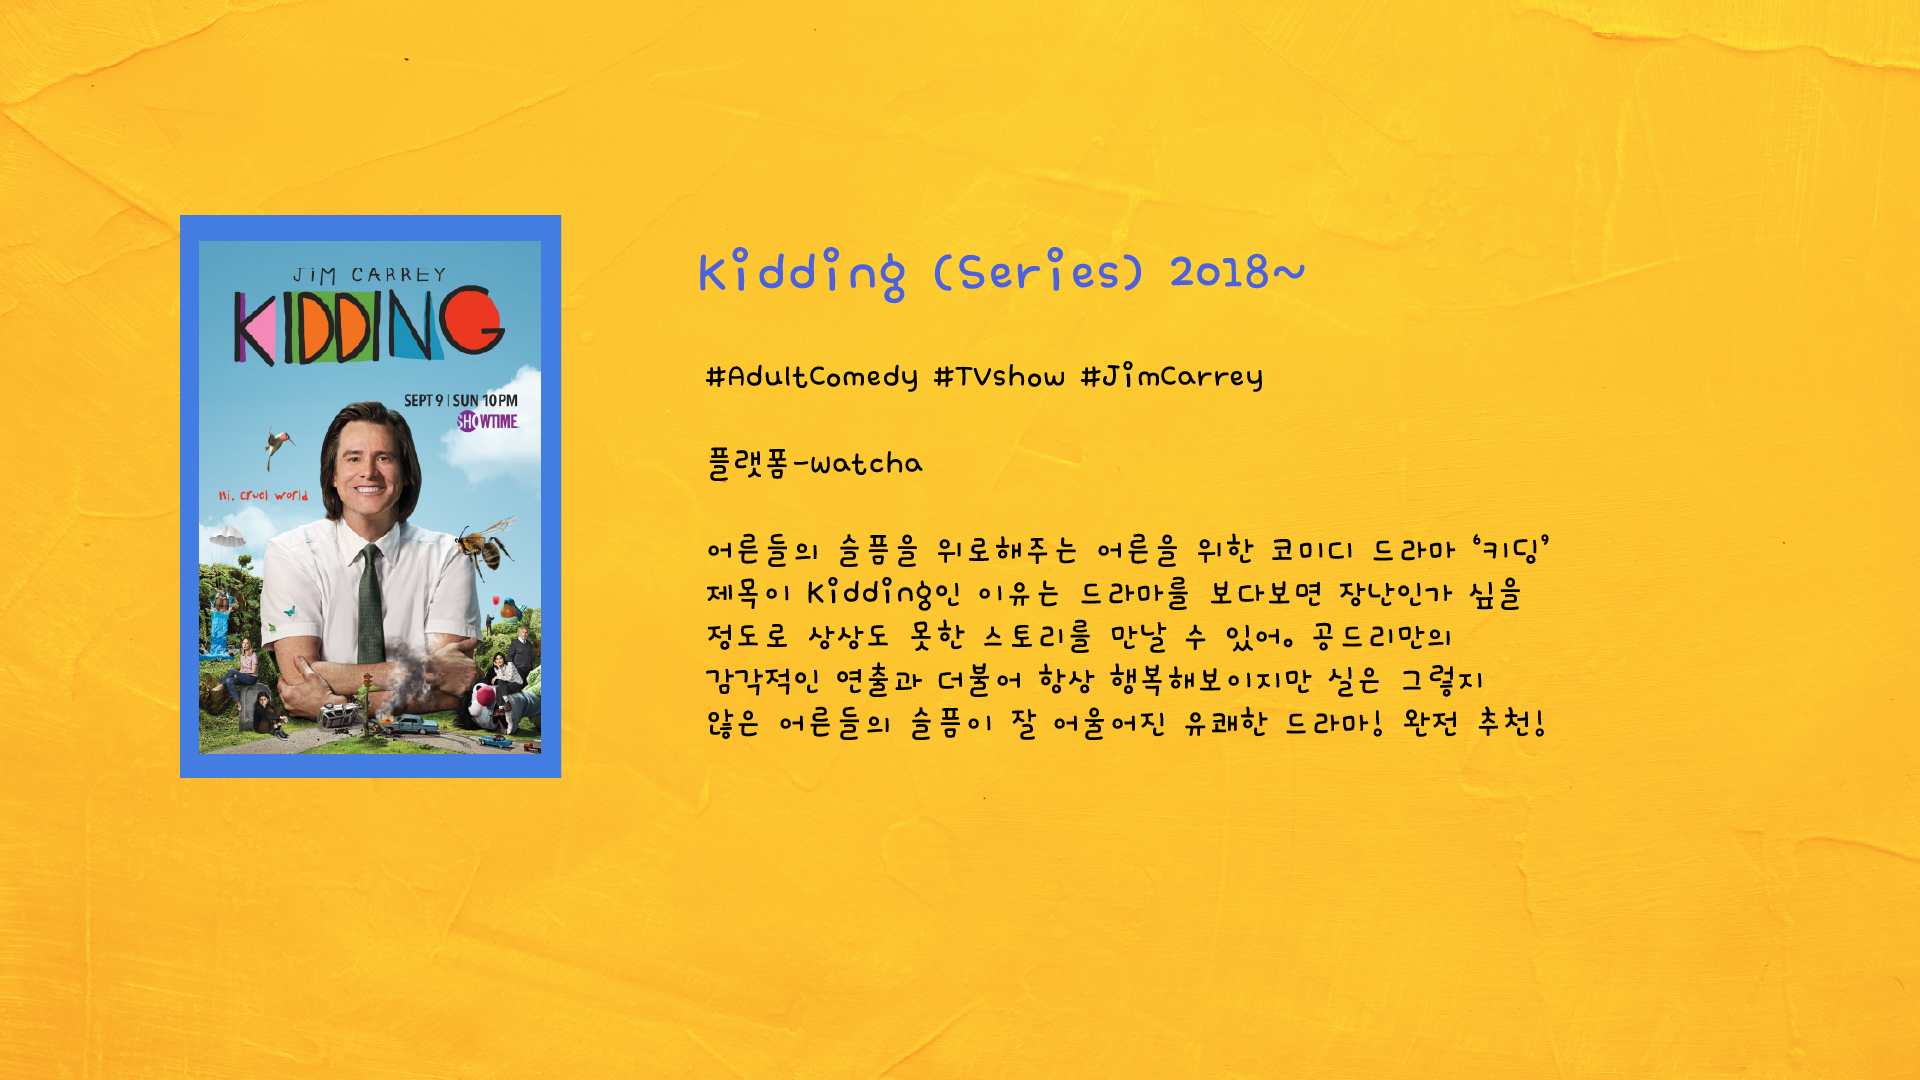 JiM CARREY
KIDDING
SEPT 9 | SUN 10PM
SHOWTIME
Hi, cruel world
Kidding (Series) 2018~
#AdultComedy #TVshow #JimCarrey
플랫폼-watcha
어른들의 슬픔을 위로해주는 어른을 위한 코미디 드라마 ‘키딩’
제목이 Kidding인 이유는 드라마를 보다보면 장난인가 싶을
정도로 상상도 못한 스토리를 만날 수 있어. 공드리만의
감각적인 연출과 더불어 항상 행복해보이지만 실은 그렇지
않은 어른들의 슬픔이 잘 어울어진 유쾌한 드라마! 완전 추천!